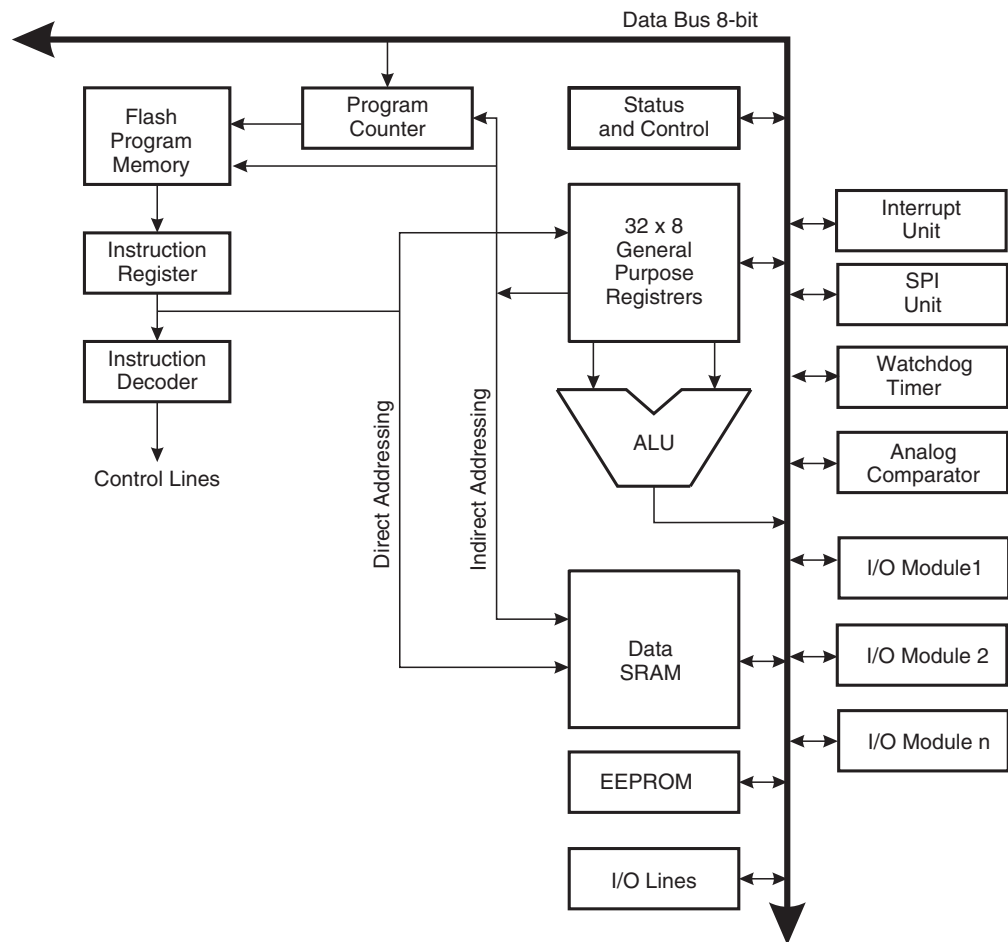 Data Bus 8-bit
Flash
Program
Memory
Program
Counter
Status
and Control
32 x 8
General
Purpose
Registrers
Interrupt
Unit
Instruction
Register
SPI
Unit
Instruction
Decoder
Watchdog
Timer
ALU
Analog
Comparator
Control Lines
Direct Addressing
Indirect Addressing
I/O Module1
Data
SRAM
I/O Module 2
I/O Module n
EEPROM
I/O Lines